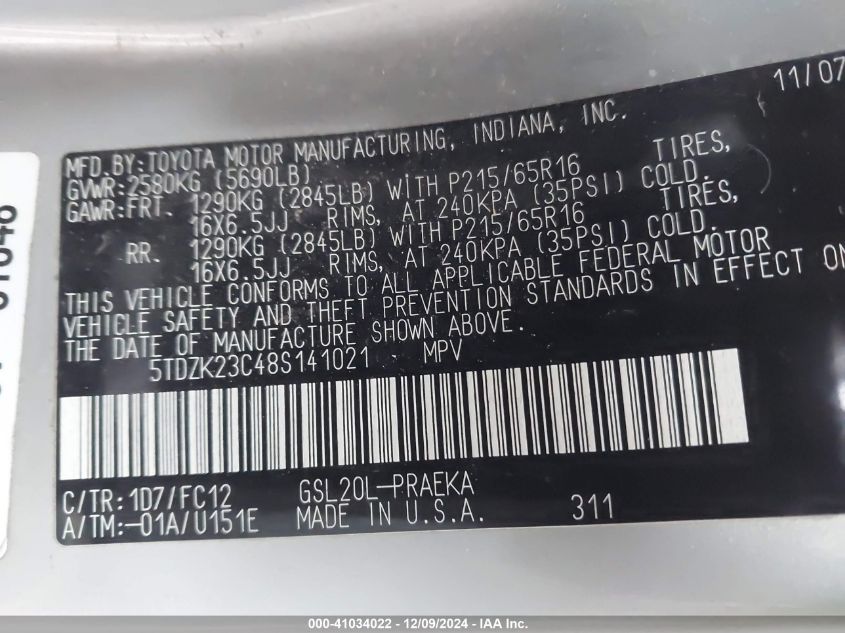 11/07
MFD.BY:TOYOTA MOTOR MANUFACTURING, INDIANA, INC.
GVWR:2580KG (5690LB)
GAWR:FRT. 1290KG (2845LB) WITH P215/65R16 TIRES,
16X6.5JJ RIMS, AT 240KPA (35PSI) COLD.
RR. 1290KG (2845LB) WITH P215/65R16 TIRES,
16X6.5JJ RIMS, AT 240KPA (35PSI) COLD.
THIS VEHICLE CONFORMS TO ALL APPLICABLE FEDERAL MOTOR
VEHICLE SAFETY AND THEFT PREVENTION STANDARDS IN EFFECT ON
THE DATE OF MANUFACTURE SHOWN ABOVE.
5TDZK23C48S141021 MPV
C/TR:1D7/FC12 GSL20L-PRAEKA
A/TM:-01A/U151E MADE IN U.S.A. 311
000-41034022 - 12/09/2024 - IAA Inc.